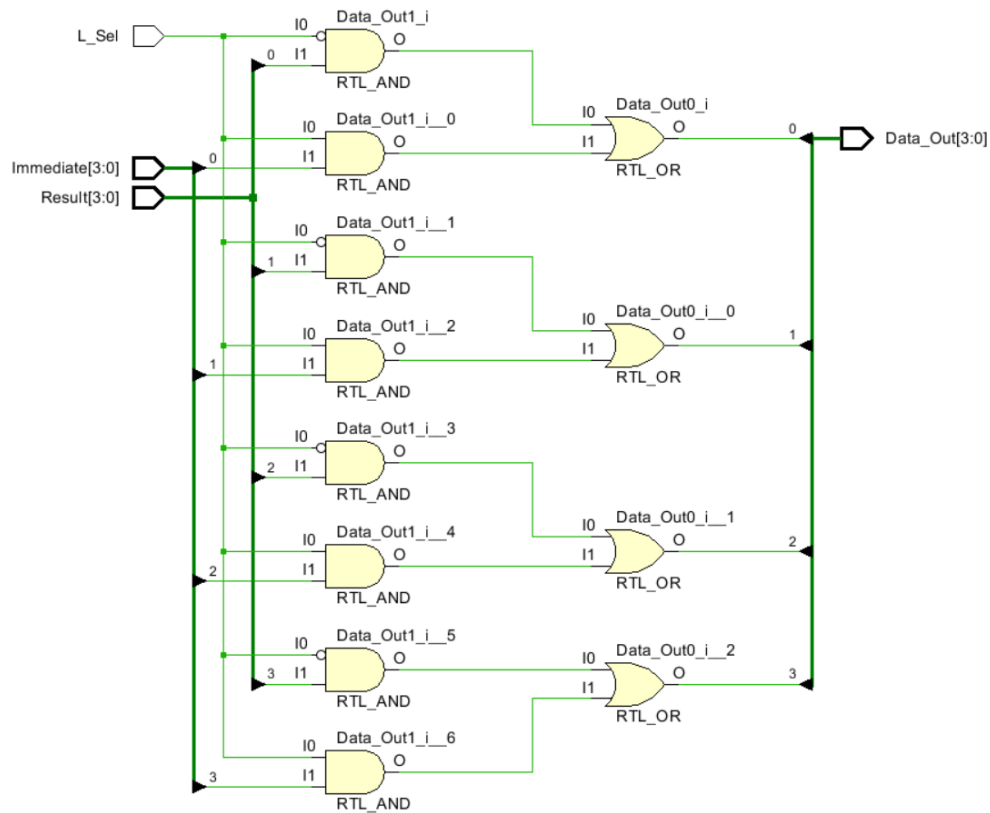 L_Sel
Immediate[3:0]
Result[3:0]
Data_Out1_i
I0
O
0 I1
RTL_AND
Data_Out1_i__0
I0
O
0 I1
RTL_AND
Data_Out1_i__1
I0
O
1 I1
RTL_AND
Data_Out1_i__2
I0
O
1 I1
RTL_AND
Data_Out1_i__3
I0
O
2 I1
RTL_AND
Data_Out1_i__4
I0
O
2 I1
RTL_AND
Data_Out1_i__5
I0
O
3 I1
RTL_AND
Data_Out1_i__6
I0
O
3 I1
RTL_AND
Data_Out0_i
I0
O
0
I1
RTL_OR
Data_Out0_i__0
I0
O
1
I1
RTL_OR
Data_Out0_i__1
I0
O
2
I1
RTL_OR
Data_Out0_i__2
I0
O
3
I1
RTL_OR
Data_Out[3:0]